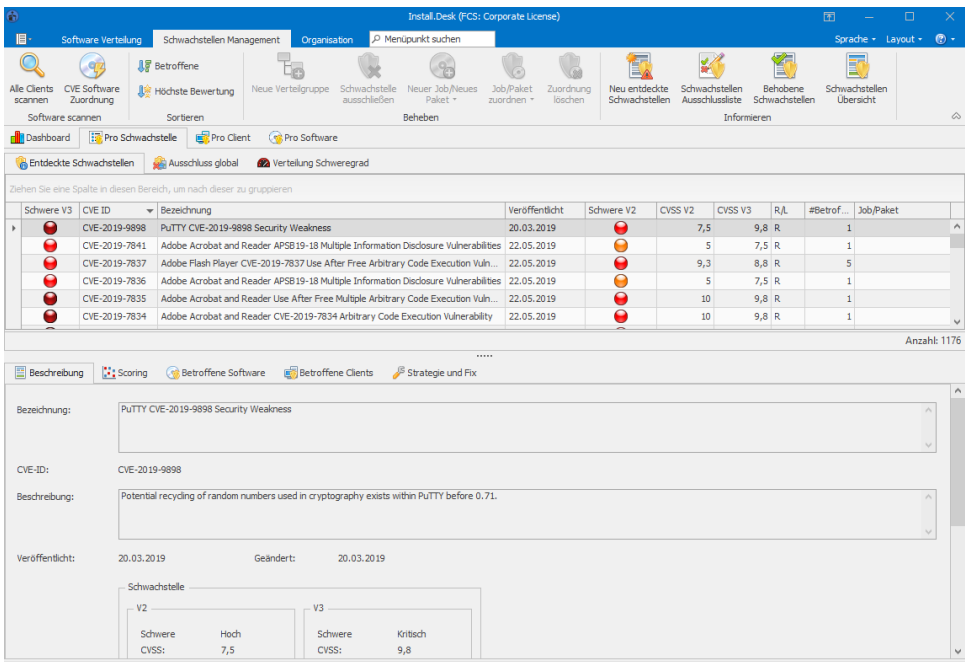 Install.Desk (FCS: Corporate License)
Software Verteilung Schwachstellen Management Organisation Menüpunkt suchen Sprache Layout
Alle Clients scannen
CVE Software Zuordnung
Betroffene
Höchste Bewertung
Neue Verteilgruppe
Schwachstelle ausschließen
Neuer Job/Neues Paket
Job/Paket zuordnen
Zuordnung löschen
Neu entdeckte Schwachstellen
Schwachstellen Ausschlussliste
Behobene Schwachstellen
Schwachstellen Übersicht
Software scannen Sortieren Beheben Informieren
Dashboard Pro Schwachstelle Pro Client Pro Software
Entdeckte Schwachstellen Ausschluss global Verteilung Schweregrad
Ziehen Sie eine Spalte in diesen Bereich, um nach dieser zu gruppieren
Schwere V3 CVE ID Bezeichnung Veröffentlicht Schwere V2 CVSS V2 CVSS V3 R/L #Betrof... Job/Paket
CVE-2019-9898 PuTTY CVE-2019-9898 Security Weakness 20.03.2019 7,5 9,8 R 1
CVE-2019-7841 Adobe Acrobat and Reader APSB19-18 Multiple Information Disclosure Vulnerabilities 22.05.2019 5 7,5 R 1
CVE-2019-7837 Adobe Flash Player CVE-2019-7837 Use After Free Arbitrary Code Execution Vuln... 22.05.2019 9,3 8,8 R 5
CVE-2019-7836 Adobe Acrobat and Reader APSB19-18 Multiple Information Disclosure Vulnerabilities 22.05.2019 5 7,5 R 1
CVE-2019-7835 Adobe Acrobat and Reader Use After Free Multiple Arbitrary Code Execution Vuln... 22.05.2019 10 9,8 R 1
CVE-2019-7834 Adobe Acrobat and Reader CVE-2019-7834 Arbitrary Code Execution Vulnerability 22.05.2019 10 9,8 R 1
Anzahl: 1176
Beschreibung Scoring Betroffene Software Betroffene Clients Strategie und Fix
Bezeichnung: PuTTY CVE-2019-9898 Security Weakness
CVE-ID: CVE-2019-9898
Beschreibung: Potential recycling of random numbers used in cryptography exists within PuTTY before 0.71.
Veröffentlicht: 20.03.2019 Geändert: 20.03.2019
Schwachstelle
V2 V3
Schwere Hoch Schwere Kritisch
CVSS: 7,5 CVSS: 9,8